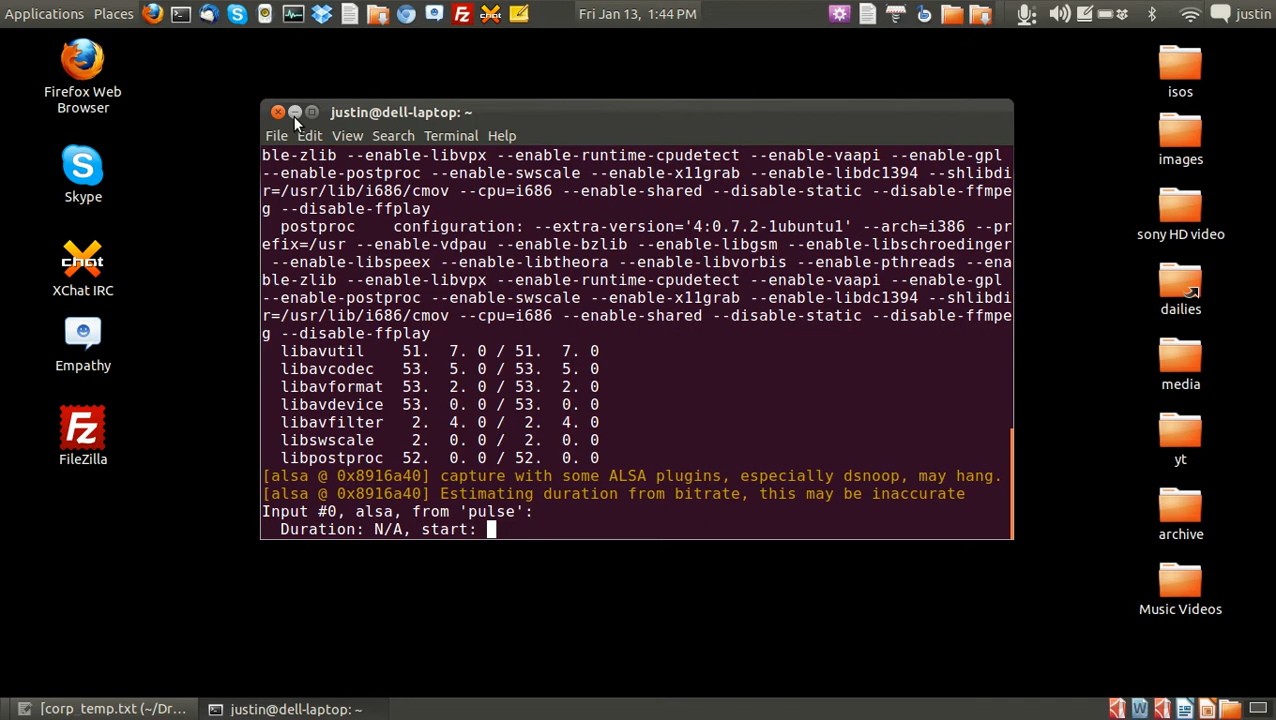 Applications Places
Fri Jan 13, 1:44 PM
justin
Firefox Web
Browser
Skype
chat
XChat IRC
Empathy
Fz
FileZilla
justin@dell-laptop: ~
File Edit View Search Terminal Help
ble-zlib --enable-libvpx --enable-runtime-cpudetect --enable-vaapi --enable-gpl
--enable-postproc --enable-swscale --enable-x11grab --enable-libdc1394 --shlibdi
r=/usr/lib/i686/cmov --cpu=i686 --enable-shared --disable-static --disable-ffmpe
g --disable-ffplay
postproc configuration: --extra-version='4:0.7.2-1ubuntu1' --arch=i386 --pr
efix=/usr --enable-vdpau --enable-bzlib --enable-libgsm --enable-libschroedinger
--enable-libspeex --enable-libtheora --enable-libvorbis --enable-pthreads --ena
ble-zlib --enable-libvpx --enable-runtime-cpudetect --enable-vaapi --enable-gpl
--enable-postproc --enable-swscale --enable-x11grab --enable-libdc1394 --shlibdi
r=/usr/lib/i686/cmov --cpu=i686 --enable-shared --disable-static --disable-ffmpe
g --disable-ffplay
libavutil 51. 7. 0 / 51. 7. 0
libavcodec 53. 5. 0 / 53. 5. 0
libavformat 53. 2. 0 / 53. 2. 0
libavdevice 53. 0. 0 / 53. 0. 0
libavfilter 2. 4. 0 / 2. 4. 0
libswscale 2. 0. 0 / 2. 0. 0
libpostproc 52. 0. 0 / 52. 0. 0
[alsa @ 0x8916a40] capture with some ALSA plugins, especially dsnoop, may hang.
[alsa @ 0x8916a40] Estimating duration from bitrate, this may be inaccurate
Input #0, alsa, from 'pulse':
Duration: N/A, start:
isos
images
sony HD video
dailies
media
yt
archive
Music Videos
[corp_temp.txt (~/Dr...
justin@dell-laptop: ~